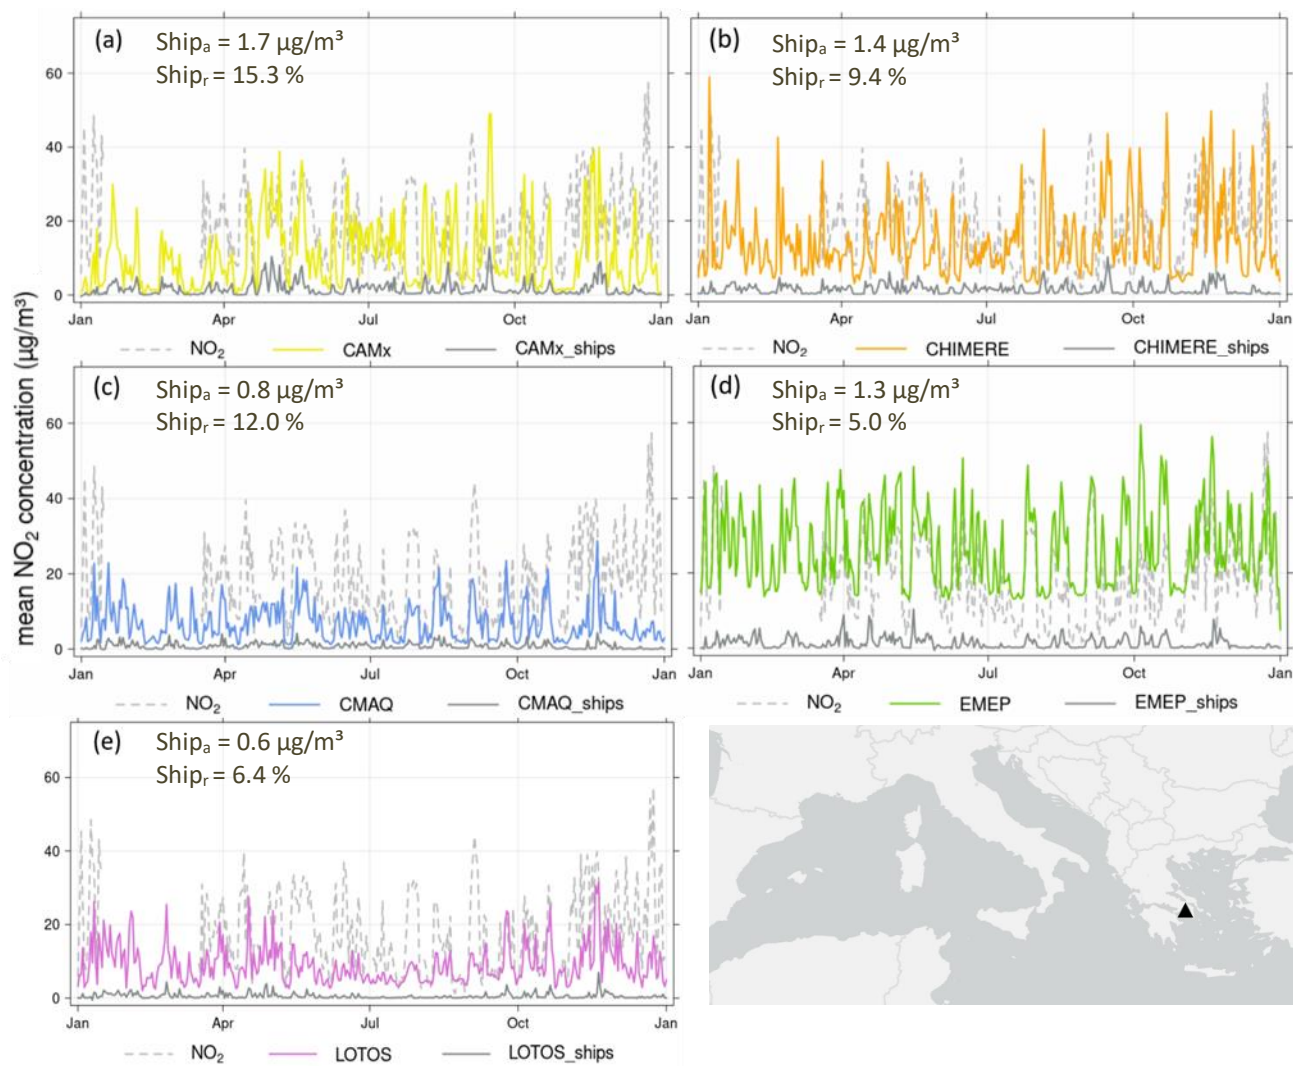 mean NO₂ concentration (µg/m³)
(a) Shipₐ = 1.7 µg/m³
Shipᵣ = 15.3 %
60
40
20
0
Jan Apr Jul Oct Jan
NO₂ CAMx CAMx_ships
(b) Shipₐ = 1.4 µg/m³
Shipᵣ = 9.4 %
Jan Apr Jul Oct Jan
NO₂ CHIMERE CHIMERE_ships
(c) Shipₐ = 0.8 µg/m³
Shipᵣ = 12.0 %
60
40
20
0
Jan Apr Jul Oct Jan
NO₂ CMAQ CMAQ_ships
(d) Shipₐ = 1.3 µg/m³
Shipᵣ = 5.0 %
Jan Apr Jul Oct Jan
NO₂ EMEP EMEP_ships
(e) Shipₐ = 0.6 µg/m³
Shipᵣ = 6.4 %
60
40
20
0
Jan Apr Jul Oct Jan
NO₂ LOTOS LOTOS_ships